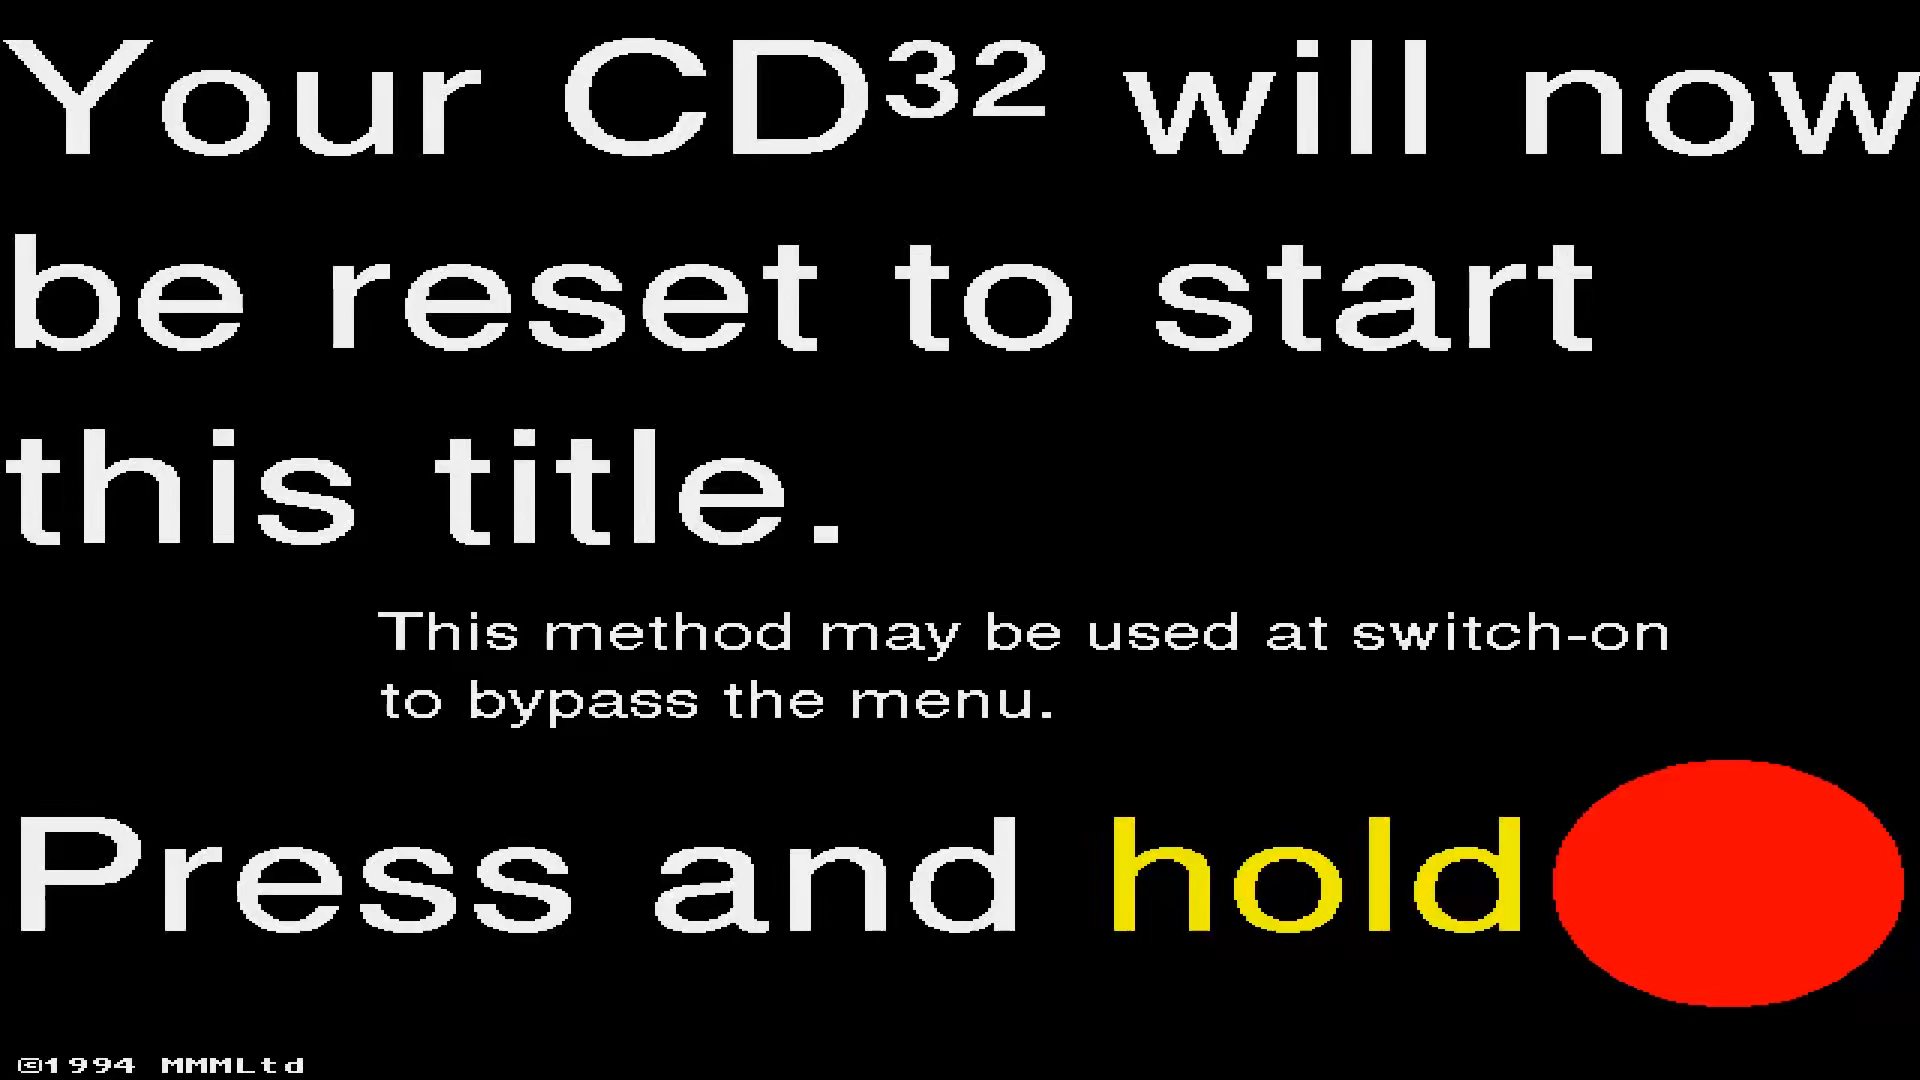 Your CD³² will now
be reset to start
this title.
This method may be used at switch-on
to bypass the menu.
Press and hold
©1994 MMMLtd